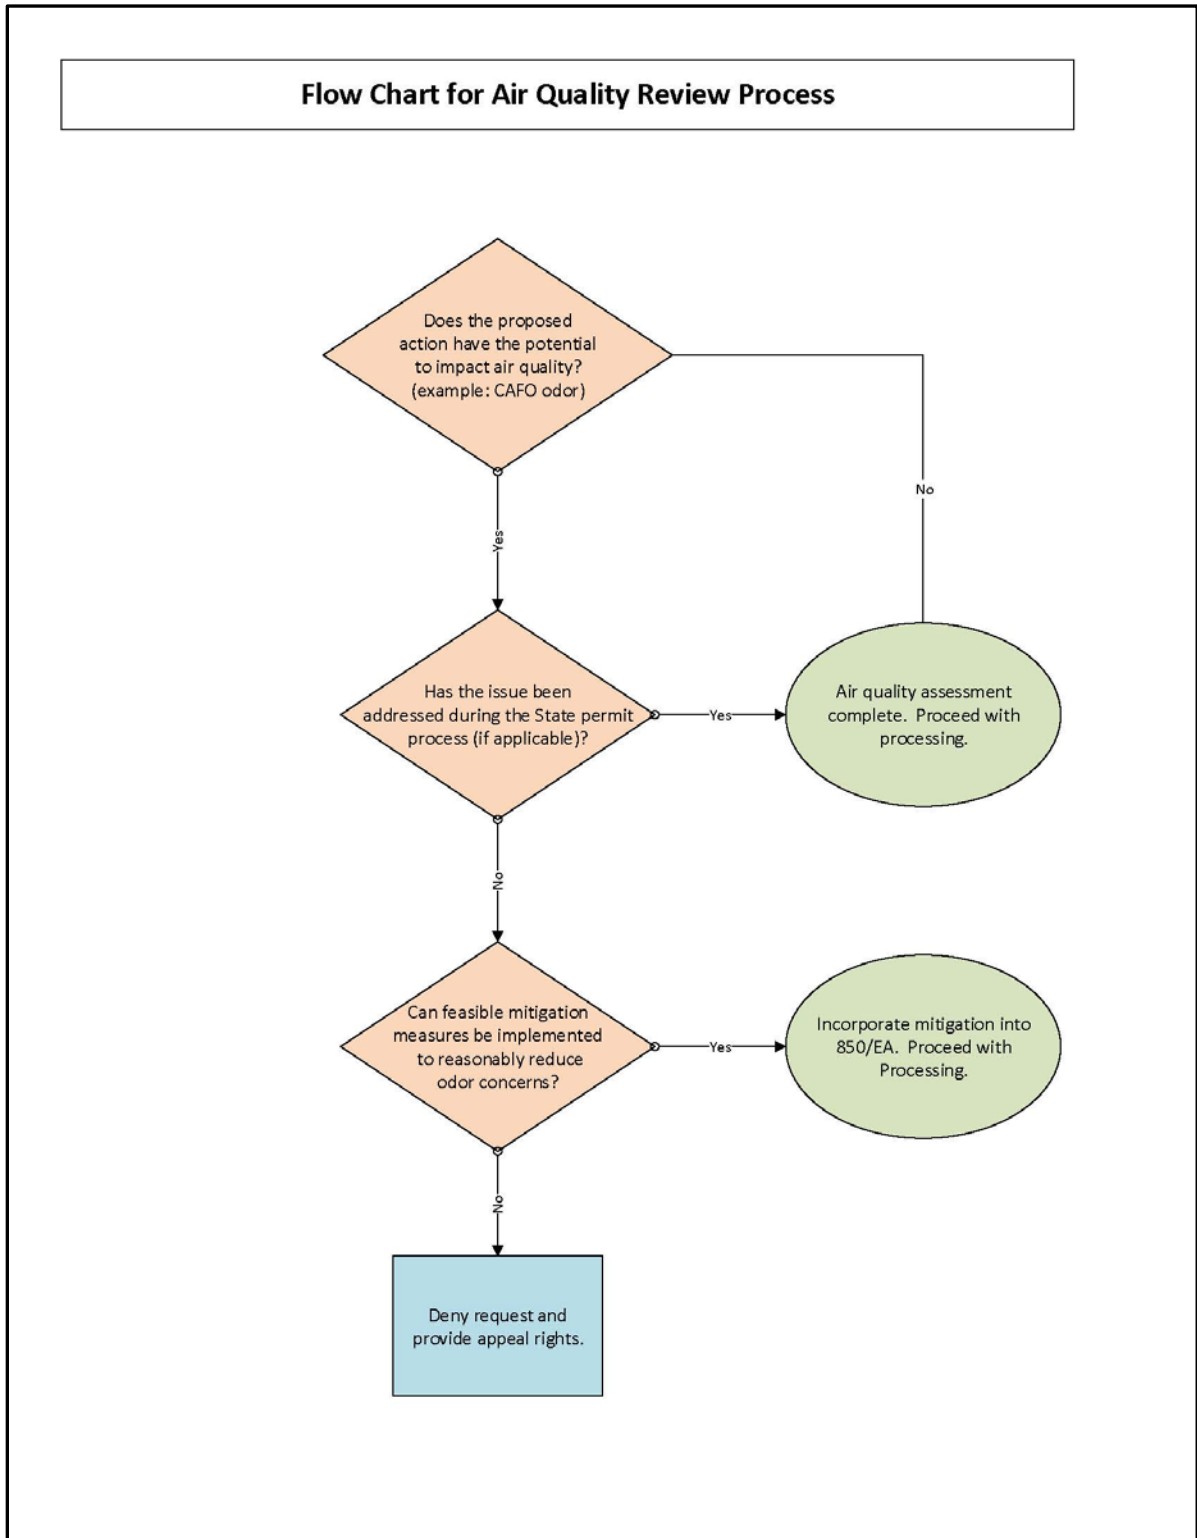 Flow Chart for Air Quality Review Process
Does the proposed
action have the potential
to impact air quality?
(example: CAFO odor)
No
Yes
Has the issue been
addressed during the State permit
process (if applicable)?
Yes
Air quality assessment
complete.  Proceed with
processing.
No
Can feasible mitigation
measures be implemented
to reasonably reduce
odor concerns?
Yes
Incorporate mitigation into
850/EA.  Proceed with
Processing.
No
Deny request and
provide appeal rights.